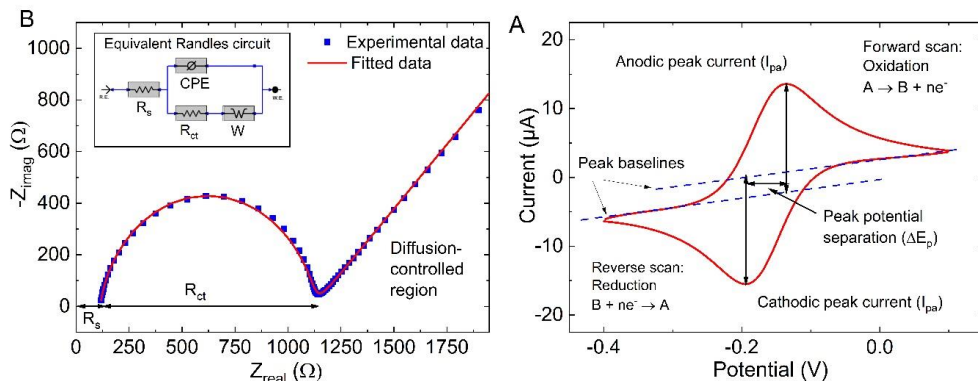 B
Equivalent Randles circuit
CPE
R.E.
W.E.
Rs
Rct
W
Experimental data
Fitted data
1000
800
600
400
200
0
-Zimag (Ω)
Diffusion-
controlled
region
Rs
Rct
0 250 500 750 1000 1250 1500 1750
Zreal (Ω)
A
20
10
0
-10
-20
Current (µA)
Anodic peak current (Ipa)
Forward scan:
Oxidation
A → B + ne-
Peak baselines
Peak potential
separation (ΔEp)
Reverse scan:
Reduction
B + ne- → A
Cathodic peak current (Ipa)
-0.4 -0.2 0.0
Potential (V)